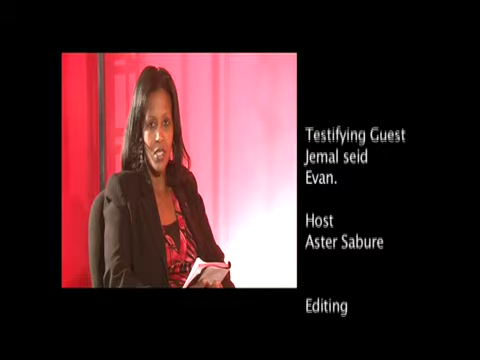 Testifying Guest
Jemal seid
Evan.
Host
Aster Sabure
Editing